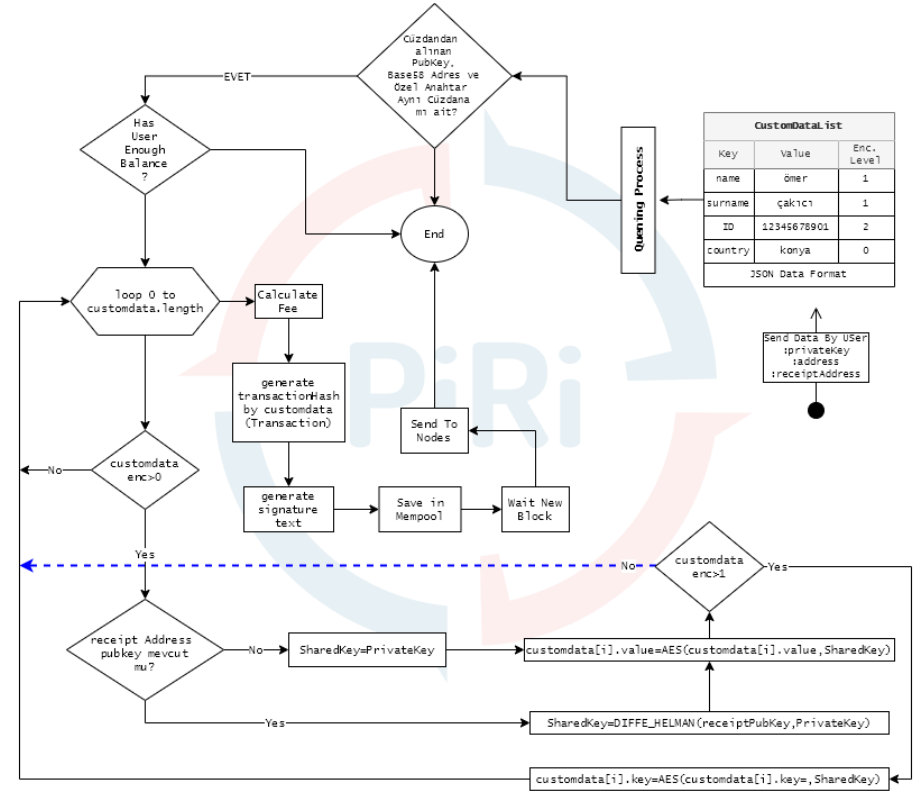 Cüzdandan
alınan
PubKey,
Base58 Adres ve
Özel Anahtar
Aynı Cüzdana
mı ait?
EVET
Has
User
Enough
Balance
?
End
Quening Process
CustomDataList
Key Value Enc. Level
name ömer 1
surname çakıcı 1
ID 12345678901 2
country konya 0
JSON Data Format
Send Data By USer
:privateKey
:address
:receiptAddress
loop 0 to
customdata.length
Calculate
Fee
generate
transactionHash
by customdata
(Transaction)
generate
signature
text
Save in
Mempool
Wait New
Block
Send To
Nodes
PiRi
customdata
enc>0
No
Yes
customdata
enc>1
No
Yes
receipt Address
pubkey mevcut
mu?
No
SharedKey=PrivateKey
customdata[i].value=AES(customdata[i].value,SharedKey)
Yes
SharedKey=DIFFE_HELMAN(receiptPubKey,PrivateKey)
customdata[i].key=AES(customdata[i].key=,SharedKey)